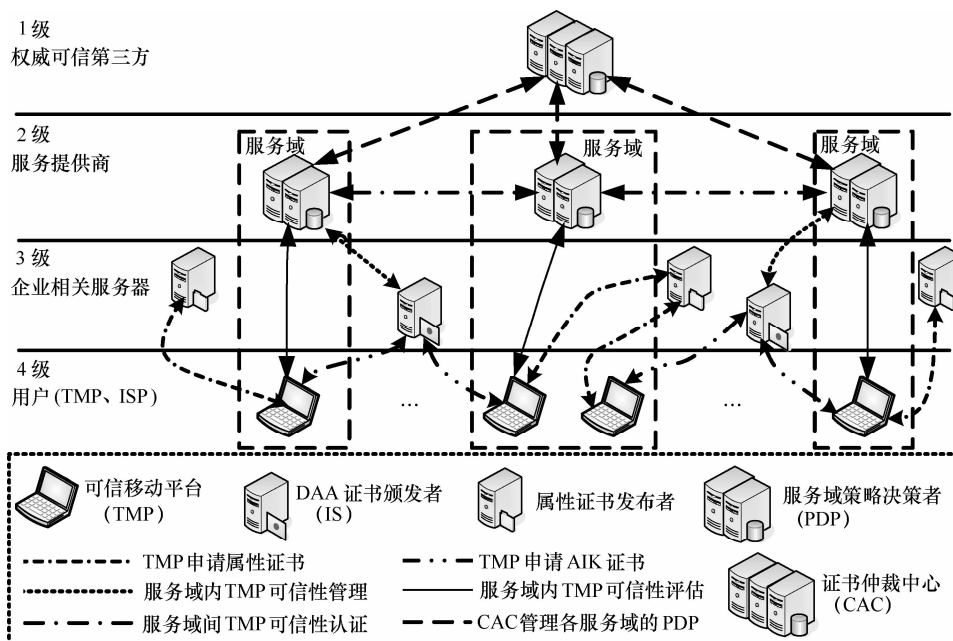 1级
权威可信第三方
2级
服务提供商
服务域
服务域
服务域
3级
企业相关服务器
4级
用户(TMP、ISP)
...
...
可信移动平台
(TMP)
DAA 证书颁发者
(IS)
属性证书发布者
服务域策略决策者
(PDP)
TMP申请属性证书
TMP申请AIK证书
服务域内TMP可信性管理
服务域内TMP可信性评估
服务域间TMP可信性认证
CAC管理各服务域的PDP
证书仲裁中心
(CAC)